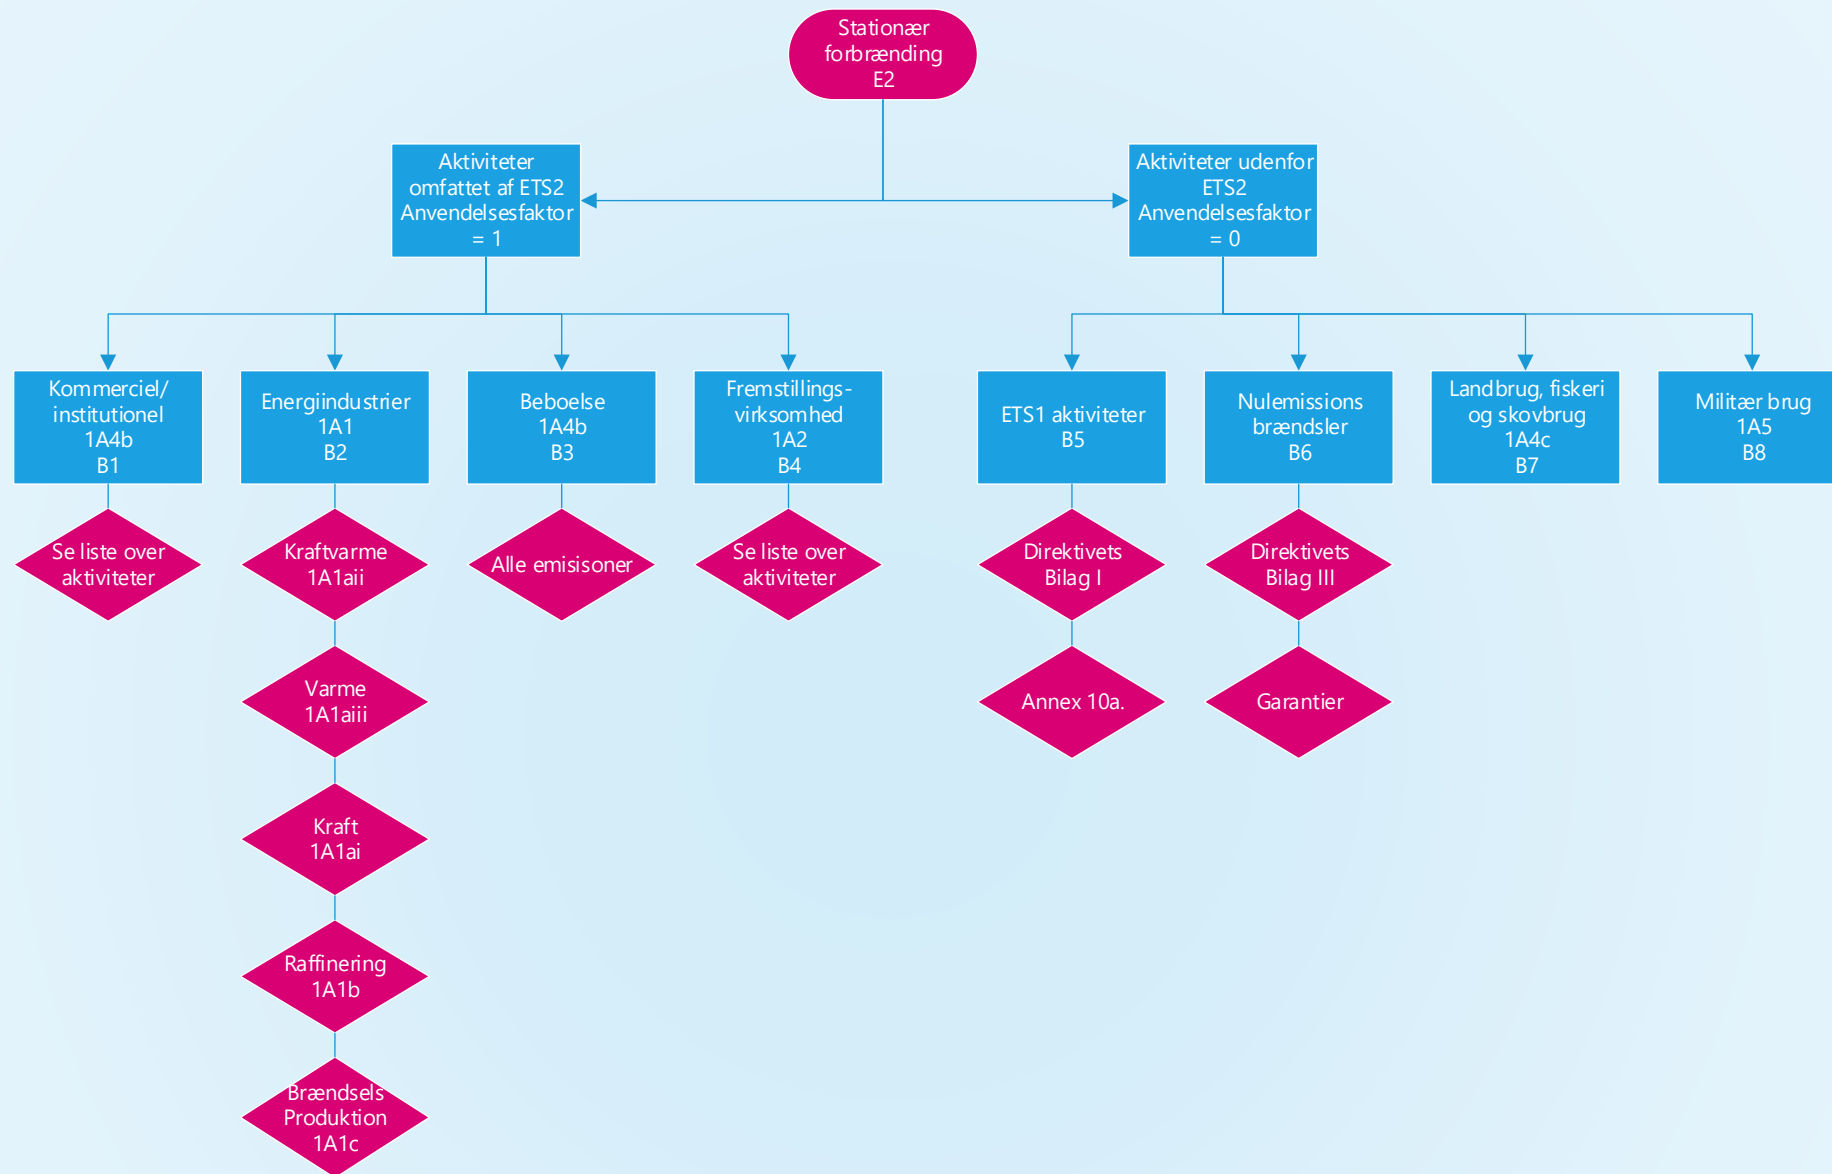 Stationær
forbrænding
E2
Aktiviteter
omfattet af ETS2
Anvendelsesfaktor
= 1
Aktiviteter udenfor
ETS2
Anvendelsesfaktor
= 0
Kommerciel/
institutionel
1A4b
B1
Energiindustrier
1A1
B2
Beboelse
1A4b
B3
Fremstillings-
virksomhed
1A2
B4
ETS1 aktiviteter
B5
Nulemissions
brændsler
B6
Landbrug, fiskeri
og skovbrug
1A4c
B7
Militær brug
1A5
B8
Se liste over
aktiviteter
Kraftvarme
1A1aii
Alle emisisoner
Se liste over
aktiviteter
Direktivets
Bilag I
Direktivets
Bilag III
Varme
1A1aiii
Annex 10a.
Garantier
Kraft
1A1ai
Raffinering
1A1b
Brændsels
Produktion
1A1c